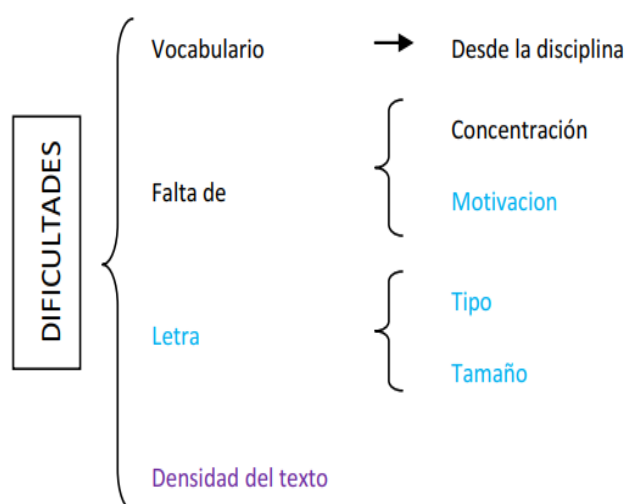 DIFICULTADES
Vocabulario
Desde la disciplina
Falta de
Concentración
Motivacion
Letra
Tipo
Tamaño
Densidad del texto